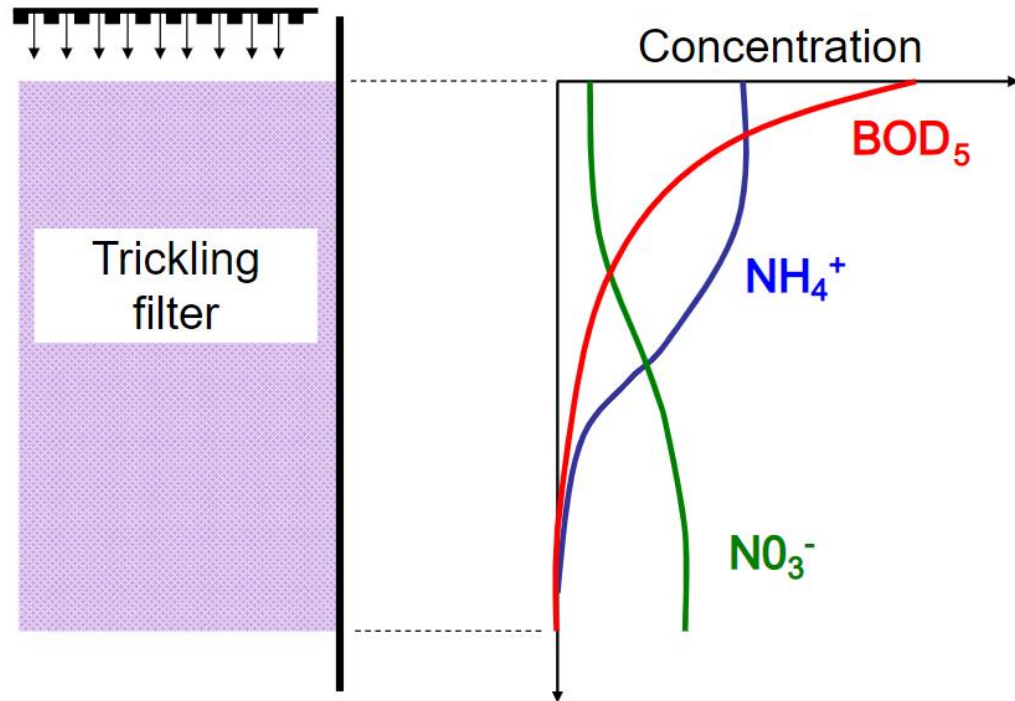 Concentration
BOD₅
Trickling
filter
NH₄⁺
N0₃⁻